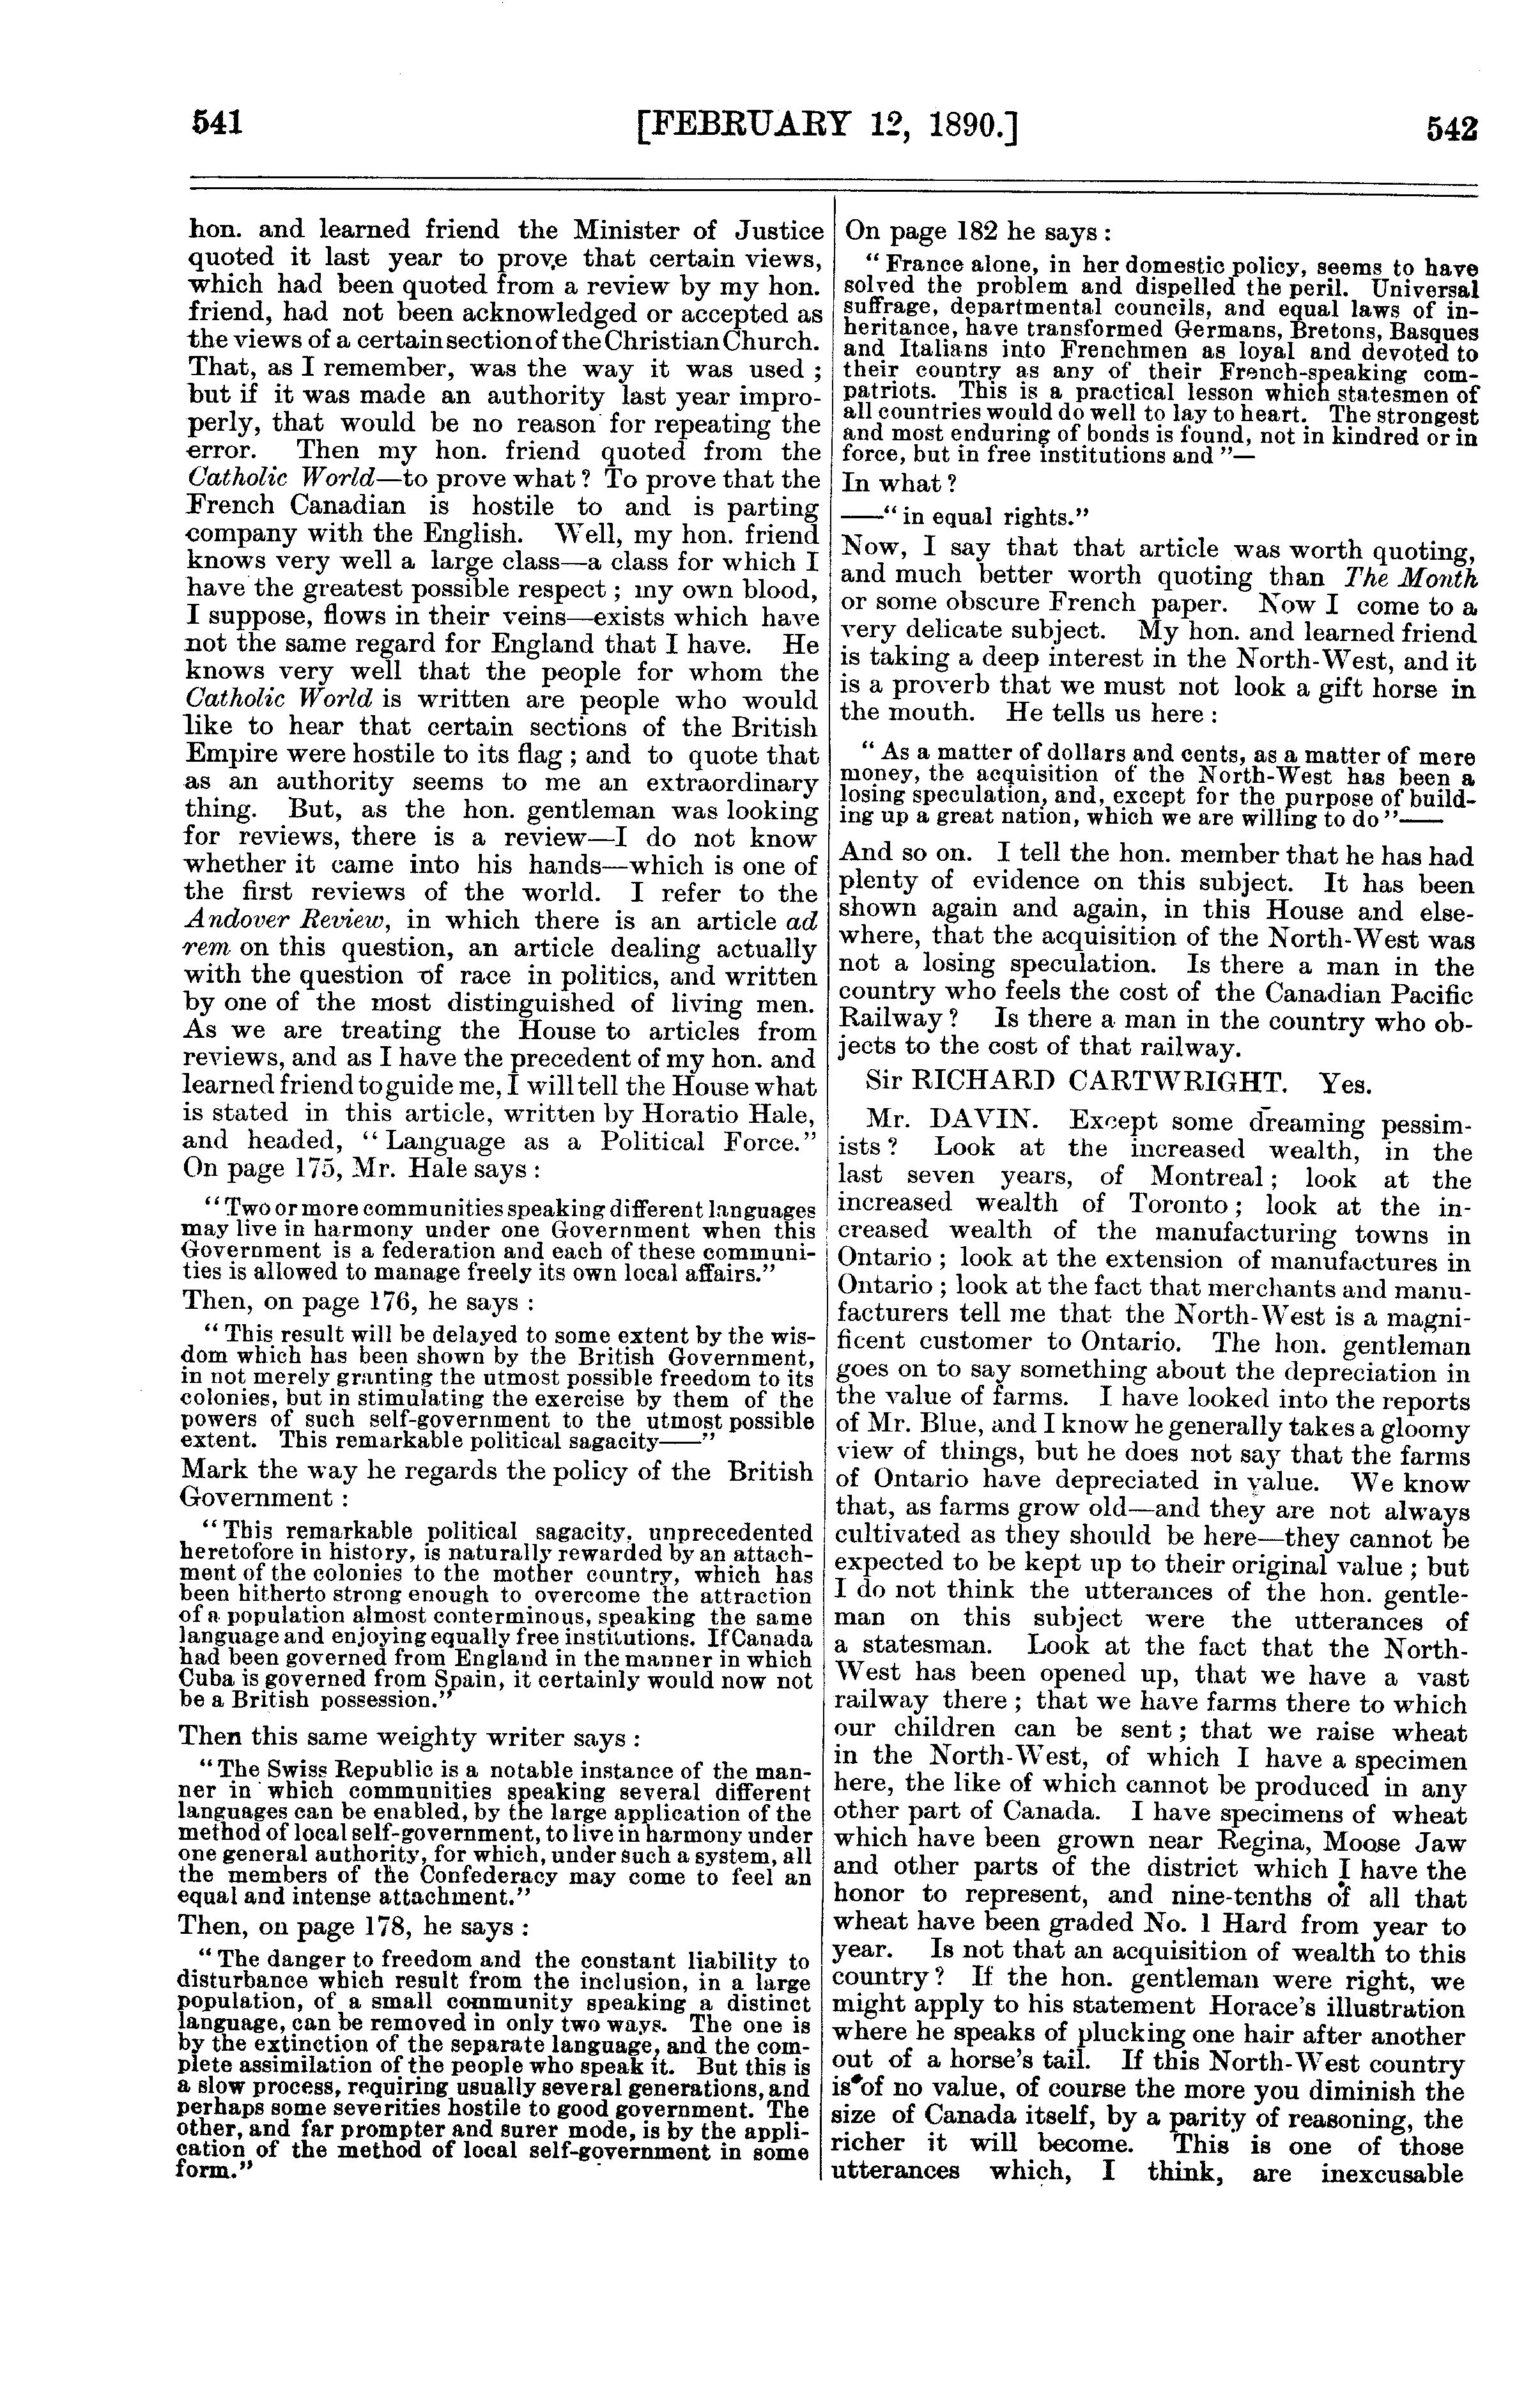 541
[FEBRUARY 12, 1890.]
542
hon. and learned friend the Minister of Justice
quoted it last year to prove that certain views,
which had been quoted from a review by my hon.
friend, had not been acknowledged or accepted as
the views of a certain section of the Christian Church.
That, as I remember, was the way it was used ;
but if it was made an authority last year impro-
perly, that would be no reason for repeating the
error. Then my hon. friend quoted from the
Catholic World—to prove what ? To prove that the
French Canadian is hostile to and is parting
company with the English. Well, my hon. friend
knows very well a large class—a class for which I
have the greatest possible respect ; my own blood,
I suppose, flows in their veins—exists which have
not the same regard for England that I have. He
knows very well that the people for whom the
Catholic World is written are people who would
like to hear that certain sections of the British
Empire were hostile to its flag ; and to quote that
as an authority seems to me an extraordinary
thing. But, as the hon. gentleman was looking
for reviews, there is a review—I do not know
whether it came into his hands—which is one of
the first reviews of the world. I refer to the
Andover Review, in which there is an article ad
rem on this question, an article dealing actually
with the question of race in politics, and written
by one of the most distinguished of living men.
As we are treating the House to articles from
reviews, and as I have the precedent of my hon. and
learned friend to guide me, I will tell the House what
is stated in this article, written by Horatio Hale,
and headed, " Language as a Political Force."
On page 175, Mr. Hale says :
" Two or more communities speaking different languages
may live in harmony under one Government when this
Government is a federation and each of these communi-
ties is allowed to manage freely its own local affairs."
Then, on page 176, he says :
" This result will be delayed to some extent by the wis-
dom which has been shown by the British Government,
in not merely granting the utmost possible freedom to its
colonies, but in stimulating the exercise by them of the
powers of such self-government to the utmost possible
extent. This remarkable political sagacity——"
Mark the way he regards the policy of the British
Government :
" This remarkable political sagacity, unprecedented
heretofore in history, is naturally rewarded by an attach-
ment of the colonies to the mother country, which has
been hitherto strong enough to overcome the attraction
of a population almost conterminous, speaking the same
language and enjoying equally free institutions. If Canada
had been governed from England in the manner in which
Cuba is governed from Spain, it certainly would now not
be a British possession."
Then this same weighty writer says :
" The Swiss Republic is a notable instance of the man-
ner in which communities speaking several different
languages can be enabled, by the large application of the
method of local self-government, to live in harmony under
one general authority, for which, under such a system, all
the members of the Confederacy may come to feel an
equal and intense attachment."
Then, on page 178, he says :
" The danger to freedom and the constant liability to
disturbance which result from the inclusion, in a large
population, of a small community speaking a distinct
language, can be removed in only two ways. The one is
by the extinction of the separate language, and the com-
plete assimilation of the people who speak it. But this is
a slow process, requiring usually several generations, and
perhaps some severities hostile to good government. The
other, and far prompter and surer mode, is by the appli-
cation of the method of local self-government in some
form."
On page 182 he says :
" France alone, in her domestic policy, seems to have
solved the problem and dispelled the peril. Universal
suffrage, departmental councils, and equal laws of in-
heritance, have transformed Germans, Bretons, Basques
and Italians into Frenchmen as loyal and devoted to
their country as any of their French-speaking com-
patriots. This is a practical lesson which statesmen of
all countries would do well to lay to heart. The strongest
and most enduring of bonds is found, not in kindred or in
force, but in free institutions and "—
In what ?
——" in equal rights."
Now, I say that that article was worth quoting,
and much better worth quoting than The Month
or some obscure French paper. Now I come to a
very delicate subject. My hon. and learned friend
is taking a deep interest in the North-West, and it
is a proverb that we must not look a gift horse in
the mouth. He tells us here :
" As a matter of dollars and cents, as a matter of mere
money, the acquisition of the North-West has been a
losing speculation, and, except for the purpose of build-
ing up a great nation, which we are willing to do "——
And so on. I tell the hon. member that he has had
plenty of evidence on this subject. It has been
shown again and again, in this House and else-
where, that the acquisition of the North-West was
not a losing speculation. Is there a man in the
country who feels the cost of the Canadian Pacific
Railway ? Is there a man in the country who ob-
jects to the cost of that railway.
Sir RICHARD CARTWRIGHT. Yes.
Mr. DAVIN. Except some dreaming pessim-
ists ? Look at the increased wealth, in the
last seven years, of Montreal ; look at the
increased wealth of Toronto ; look at the in-
creased wealth of the manufacturing towns in
Ontario ; look at the extension of manufactures in
Ontario ; look at the fact that merchants and manu-
facturers tell me that the North-West is a magni-
ficent customer to Ontario. The hon. gentleman
goes on to say something about the depreciation in
the value of farms. I have looked into the reports
of Mr. Blue, and I know he generally takes a gloomy
view of things, but he does not say that the farms
of Ontario have depreciated in value. We know
that, as farms grow old—and they are not always
cultivated as they should be here—they cannot be
expected to be kept up to their original value ; but
I do not think the utterances of the hon. gentle-
man on this subject were the utterances of
a statesman. Look at the fact that the North-
West has been opened up, that we have a vast
railway there ; that we have farms there to which
our children can be sent ; that we raise wheat
in the North-West, of which I have a specimen
here, the like of which cannot be produced in any
other part of Canada. I have specimens of wheat
which have been grown near Regina, Moose Jaw
and other parts of the district which I have the
honor to represent, and nine-tenths of all that
wheat have been graded No. 1 Hard from year to
year. Is not that an acquisition of wealth to this
country ? If the hon. gentleman were right, we
might apply to his statement Horace's illustration
where he speaks of plucking one hair after another
out of a horse's tail. If this North-West country
is of no value, of course the more you diminish the
size of Canada itself, by a parity of reasoning, the
richer it will become. This is one of those
utterances which, I think, are inexcusable